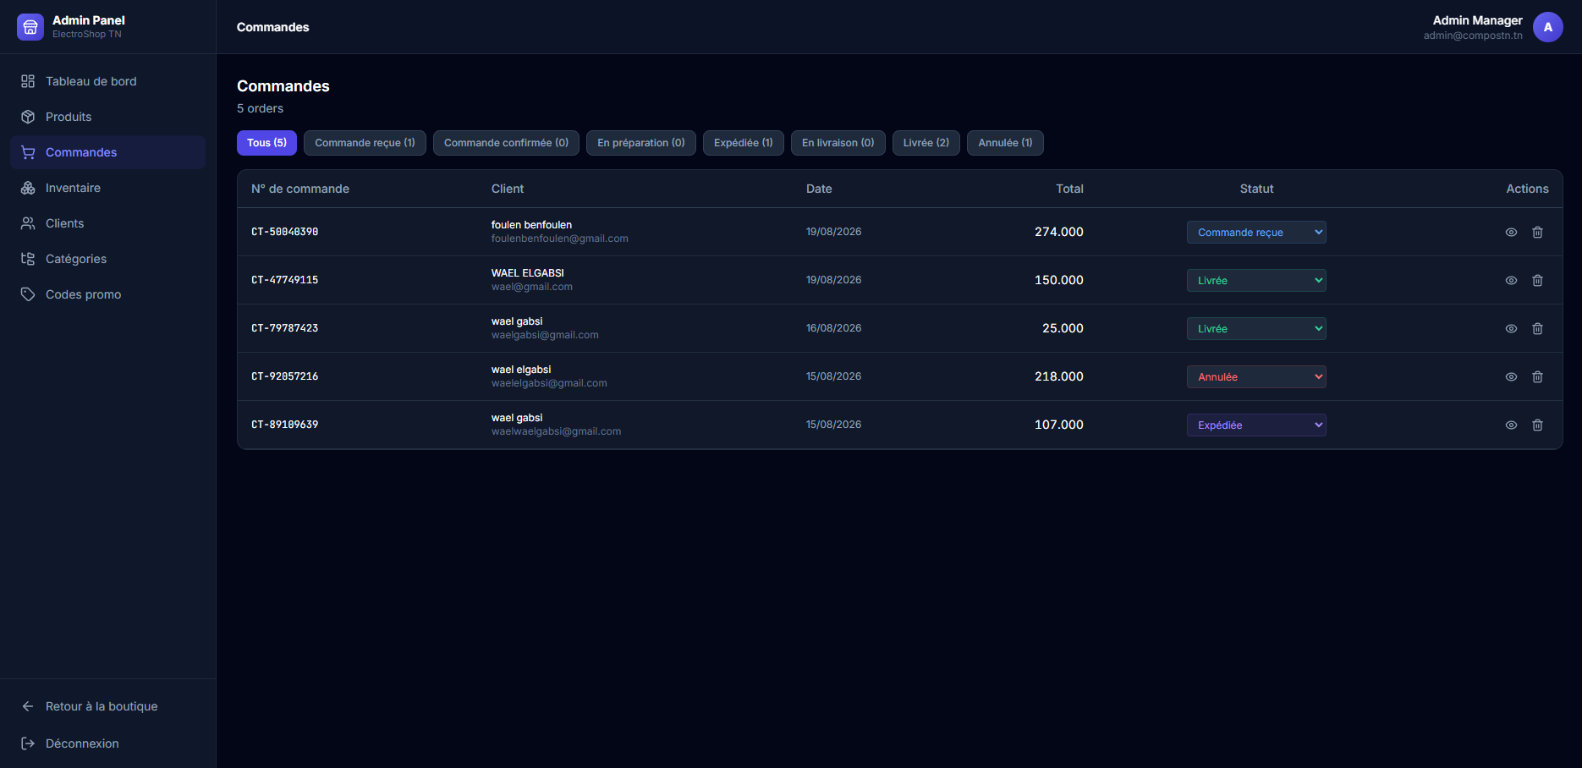 Admin Panel
ElectroShop TN
Tableau de bord
Produits
Commandes
Inventaire
Clients
Catégories
Codes promo
Retour à la boutique
Déconnexion
Commandes
Admin Manager
admin@compostn.tn
A
Commandes
5 orders
Tous (5) Commande reçue (1) Commande confirmée (0) En préparation (0) Expédiée (1) En livraison (0) Livrée (2) Annulée (1)
N° de commande Client Date Total Statut Actions
CT-50040390 foulen benfoulen 19/08/2026 274.000 Commande reçue
foulenbenfoulen@gmail.com
CT-47749115 WAEL ELGABSI 19/08/2026 150.000 Livrée
wael@gmail.com
CT-79787423 wael gabsi 16/08/2026 25.000 Livrée
waelgabsi@gmail.com
CT-92057216 wael elgabsi 15/08/2026 218.000 Annulée
waelelgabsi@gmail.com
CT-89109639 wael gabsi 15/08/2026 107.000 Expédiée
waelwaelgabsi@gmail.com